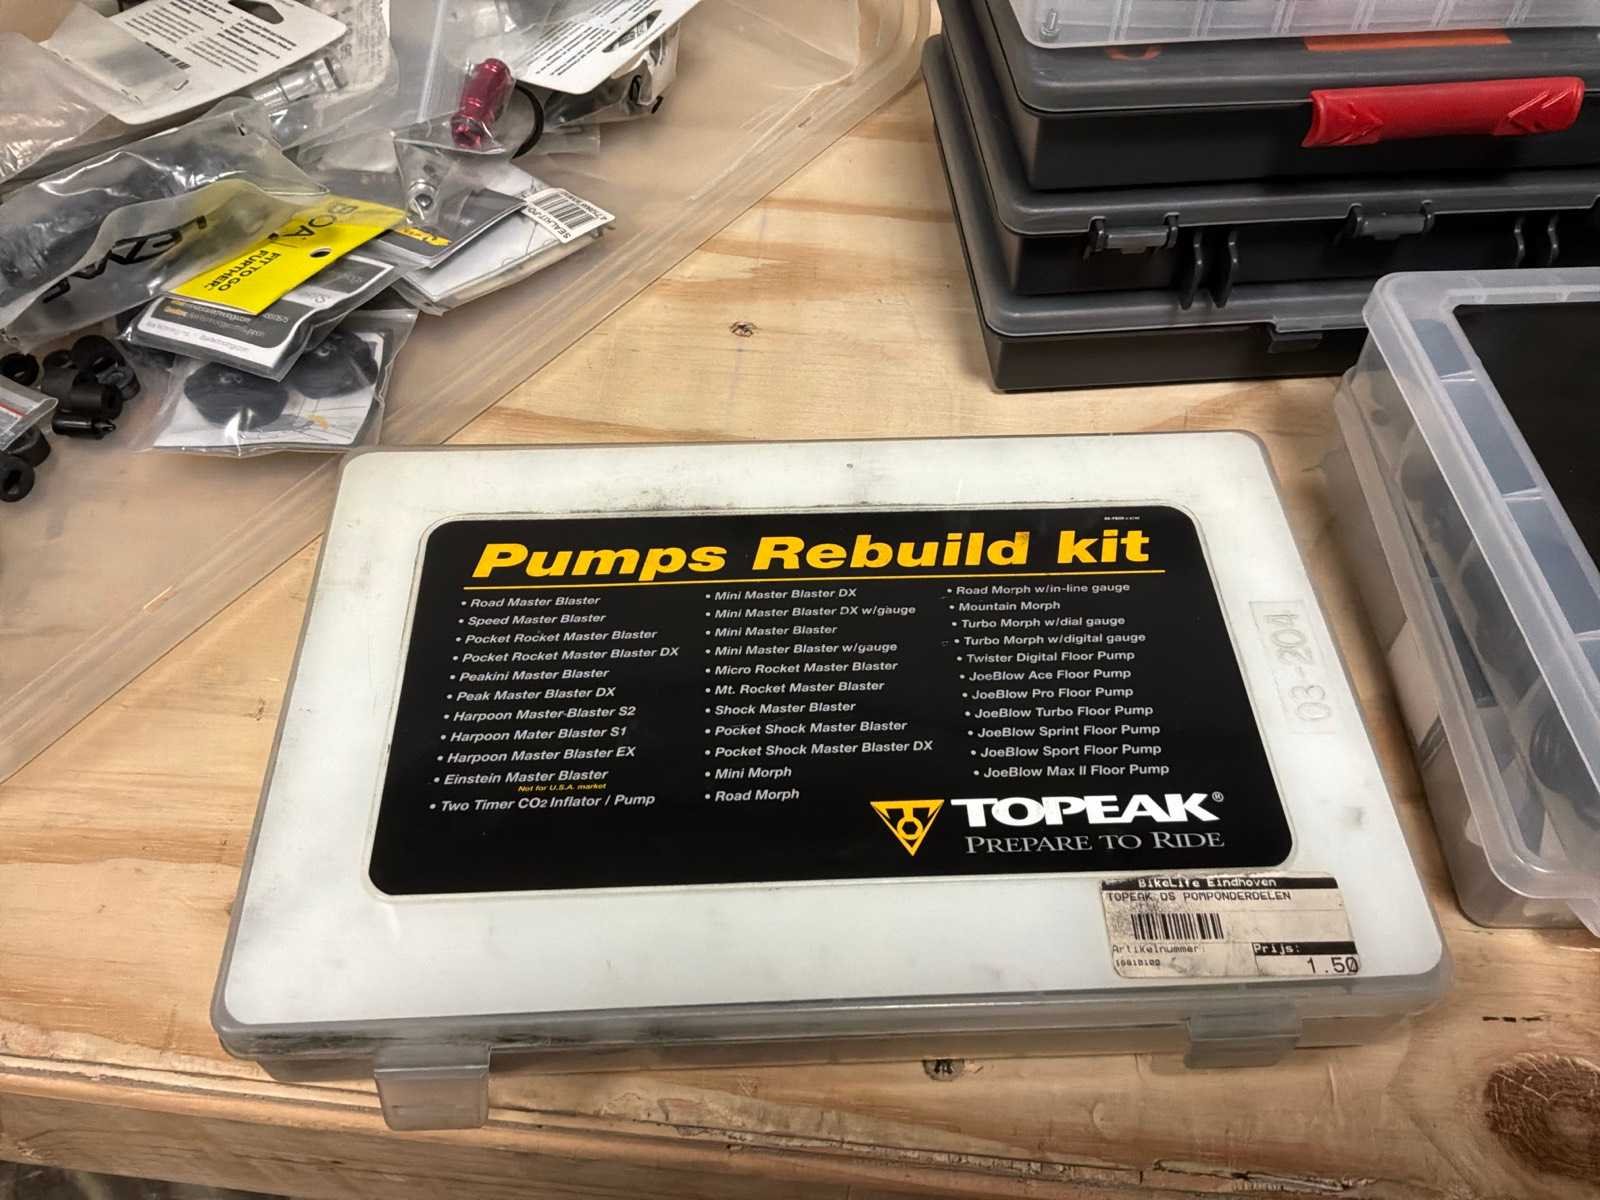 BOA
FIT TO GO
FURTHER.
Pumps Rebuild kit
• Road Master Blaster
• Speed Master Blaster
• Pocket Rocket Master Blaster
• Pocket Rocket Master Blaster DX
• Peakini Master Blaster
• Peak Master Blaster DX
• Harpoon Master-Blaster S2
• Harpoon Mater Blaster S1
• Harpoon Master Blaster EX
• Einstein Master Blaster
Not for U.S.A. market
• Two Timer CO2 Inflator / Pump
• Mini Master Blaster DX
• Mini Master Blaster DX w/gauge
• Mini Master Blaster
• Mini Master Blaster w/gauge
• Micro Rocket Master Blaster
• Mt. Rocket Master Blaster
• Shock Master Blaster
• Pocket Shock Master Blaster
• Pocket Shock Master Blaster DX
• Mini Morph
• Road Morph
• Road Morph w/in-line gauge
• Mountain Morph
• Turbo Morph w/dial gauge
• Turbo Morph w/digital gauge
• Twister Digital Floor Pump
• JoeBlow Ace Floor Pump
• JoeBlow Pro Floor Pump
• JoeBlow Turbo Floor Pump
• JoeBlow Sprint Floor Pump
• JoeBlow Sport Floor Pump
• JoeBlow Max II Floor Pump
TOPEAK®
PREPARE TO RIDE
03-204
BikeLife Eindhoven
TOPEAK DS POMPONDERDELEN
Artikelnummer:
Prijs:
1.50